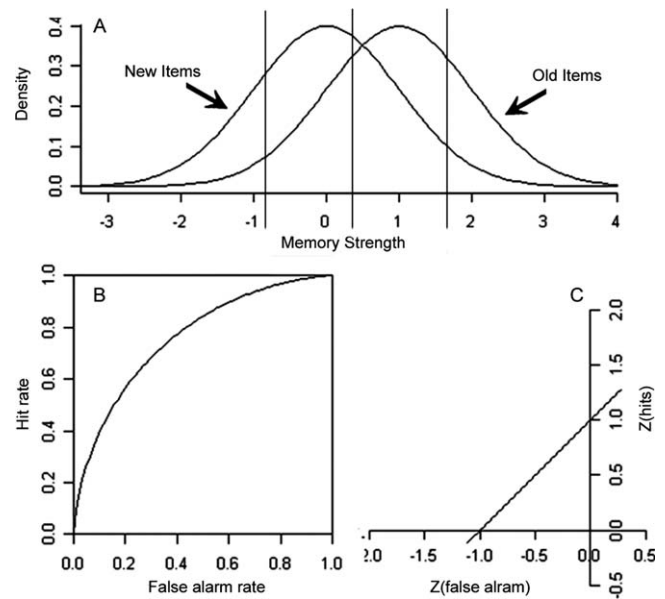 A
New Items
Old Items
Density
0.0 0.1 0.2 0.3 0.4
-3 -2 -1 0 1 2 3 4
Memory Strength
B
Hit rate
0.0 0.2 0.4 0.6 0.8 1.0
0.0 0.2 0.4 0.6 0.8 1.0
False alarm rate
C
Z(hits)
-0.5 0.0 0.5 1.0 1.5 2.0
2.0 -1.5 -1.0 -0.5 0.0 0.5
Z(false alram)